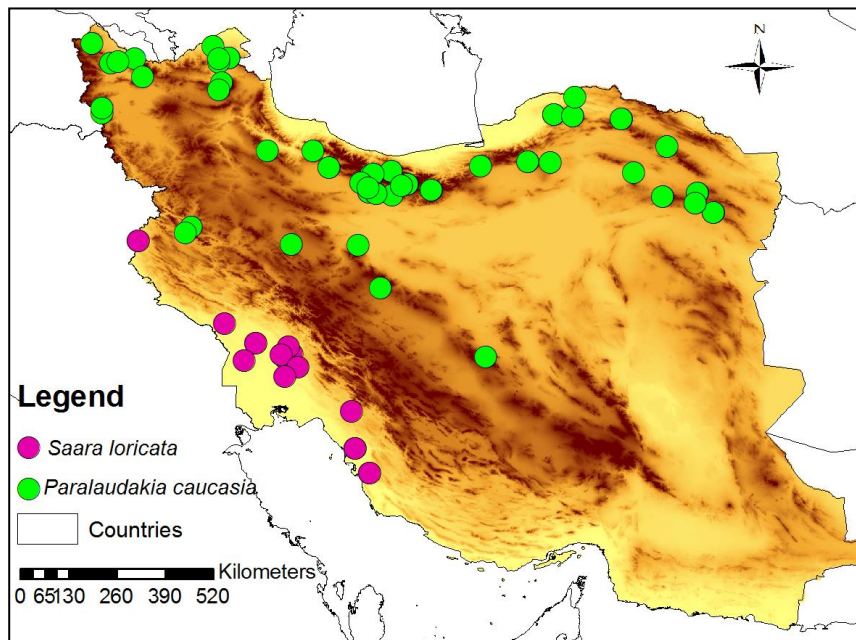 N
Legend
Saara loricata
Paralaudakia caucasia
Countries
Kilometers
0 65130 260 390 520